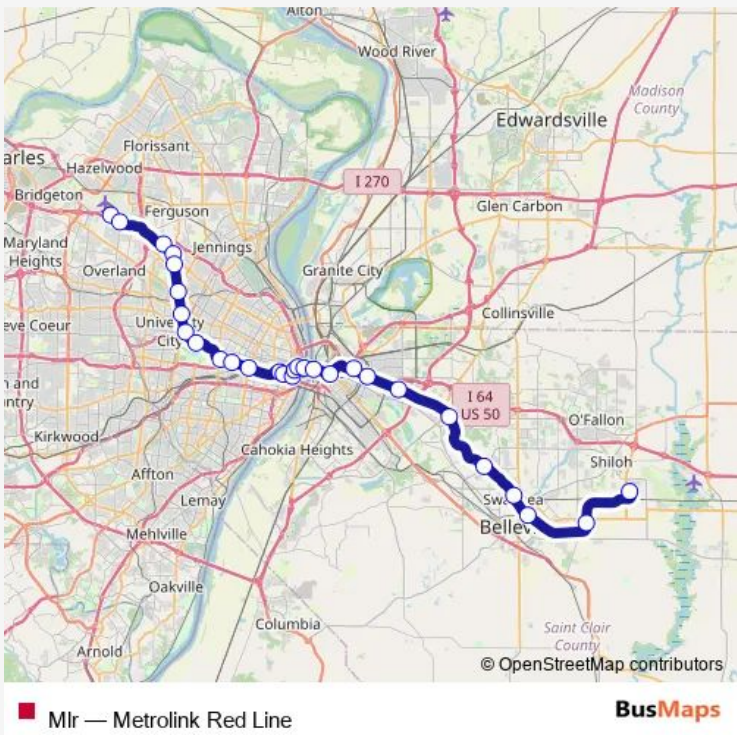 Alton
Wood River
Madison
County
Edwardsville
Florissant
arles
Hazelwood
I 270
Bridgeton
Ferguson
Glen Carbon
Maryland
Heights
Jennings
Overland
Granite City
Collinsville
eve Coeur
University
City
I 64
US 50
n and
ntry
O'Fallon
Kirkwood
Cahokia Heights
Shiloh
Affton
Swansea
Lemay
Bellev
Mehlville
Oakville
Columbia
Saint Clair
County
Arnold
© OpenStreetMap contributors
Mlr — Metrolink Red Line
BusMaps